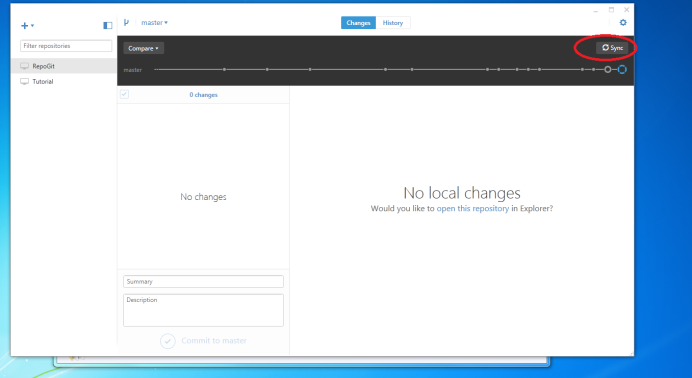 master
Changes
History
Filter repositories
Compare
Sync
RepoGit
master
Tutorial
0 changes
No changes
No local changes
Would you like to open this repository in Explorer?
Summary
Description
Commit to master